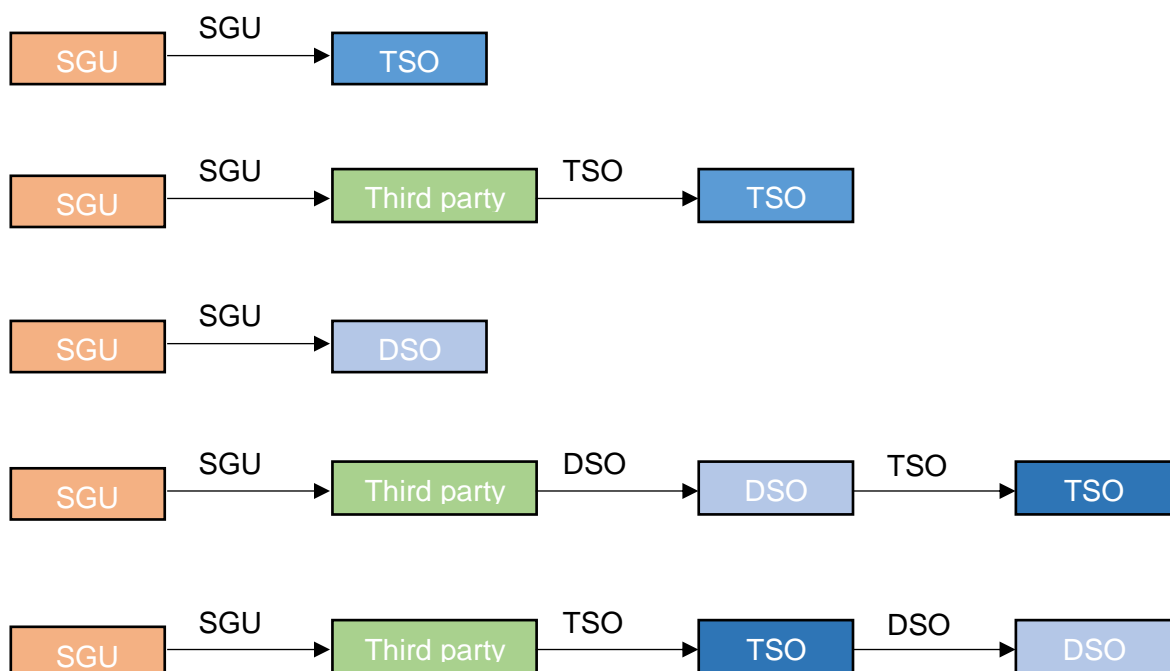 SGU
SGU TSO
SGU TSO
SGU Third party TSO
SGU
SGU DSO
SGU DSO TSO
SGU Third party DSO TSO
SGU TSO DSO
SGU Third party TSO DSO